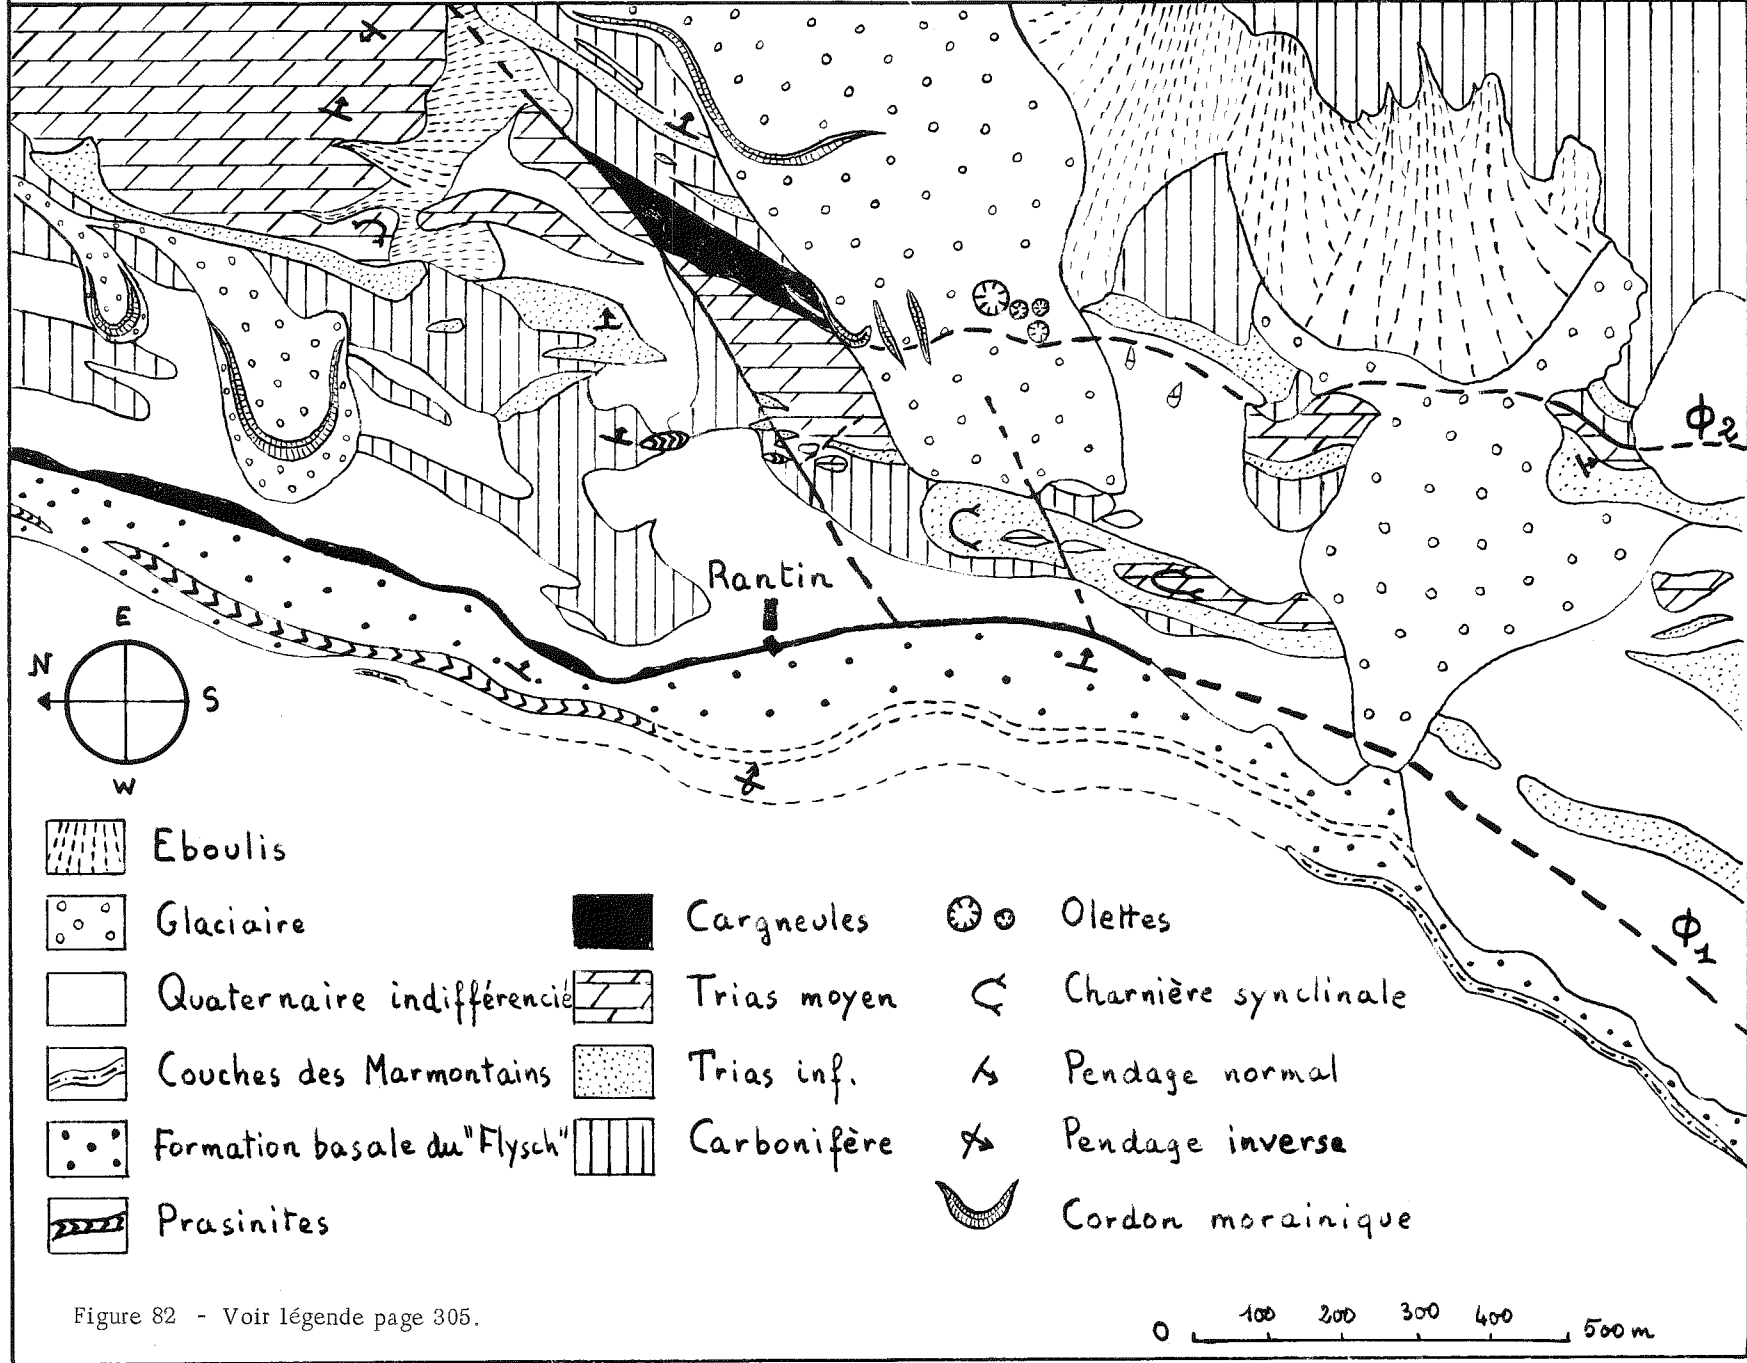 Φ2
Rantin
E
N
S
W
Φ1
Eboulis
Glaciaire
Quaternaire indifférencié
Couches des Marmontains
Formation basale du "Flysch"
Prasinites
Cargneules
Trias moyen
Trias inf.
Carbonifère
Olettes
Charnière synclinale
Pendage normal
Pendage inverse
Cordon morainique
Figure 82 - Voir légende page 305.
0 100 200 300 400 500 m